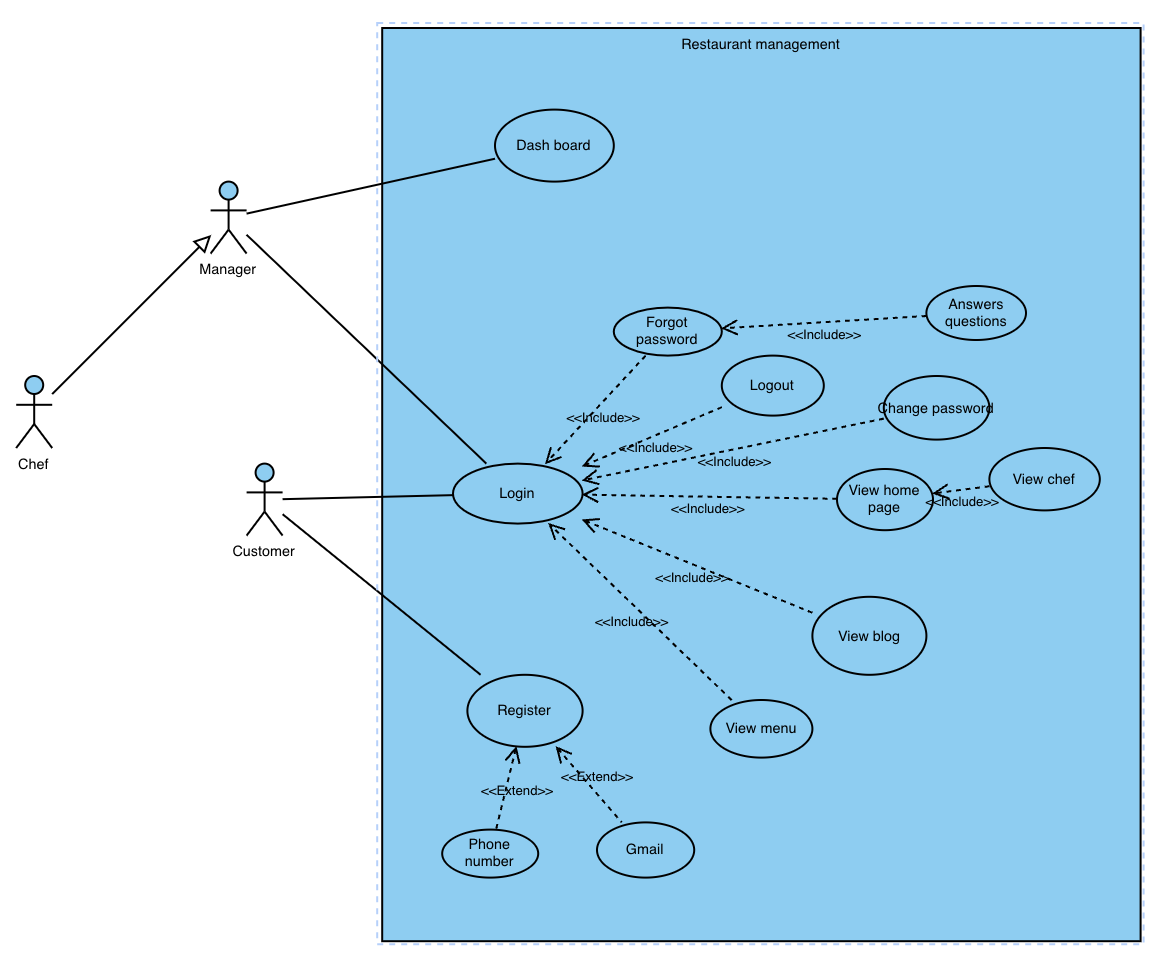 Restaurant management
Dash board
Manager
Answers
questions
Forgot
password
<<Include>>
Logout
Chef
Change password
<<Include>>
<<Include>>
<<Include>>
View chef
Login
View home
page
<<Include>>
<<Include>>
Customer
<<Include>>
<<Include>>
View blog
Register
View menu
<<Extend>>
<<Extend>>
Phone
number
Gmail